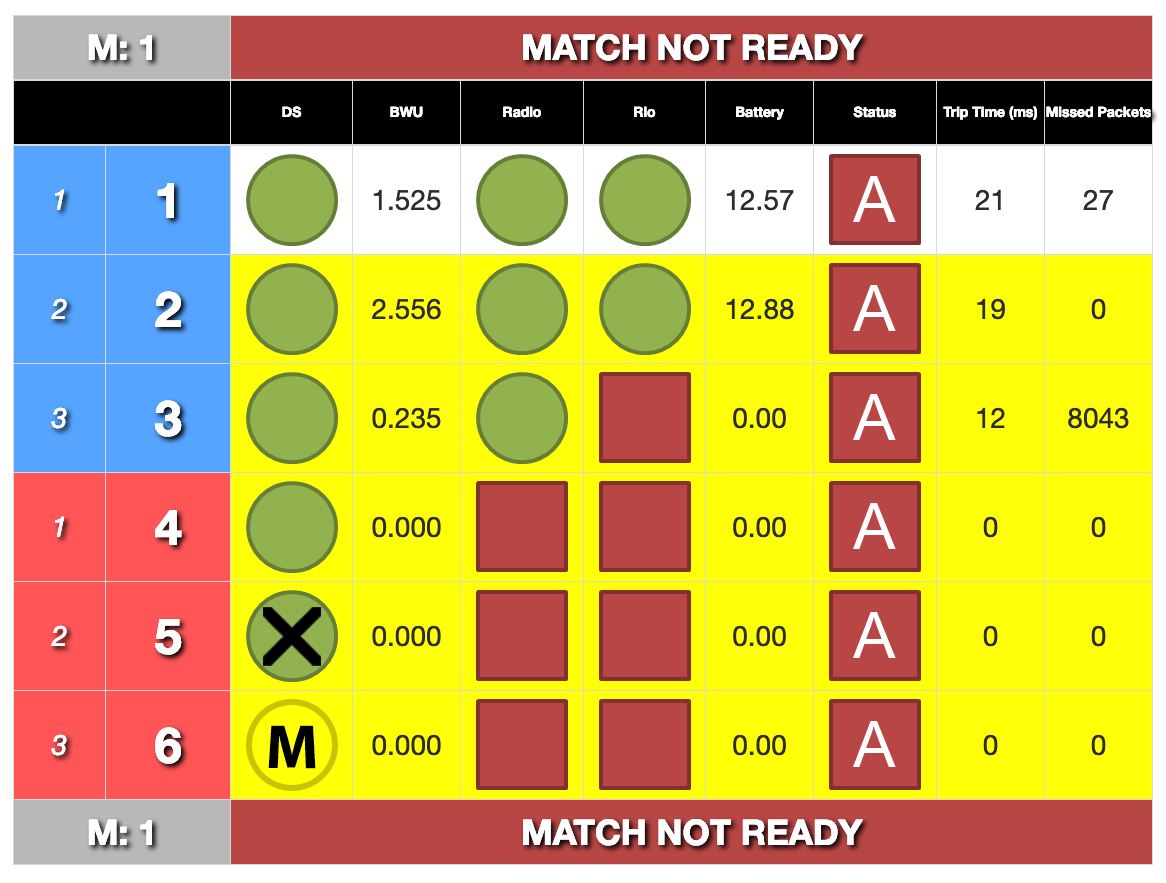 M: 1 MATCH NOT READY
DS BWU Radio Rio Battery Status Trip Time (ms) Missed Packets
1 1 1.525 12.57 A 21 27
2 2 2.556 12.88 A 19 0
3 3 0.235 0.00 A 12 8043
1 4 0.000 0.00 A 0 0
2 5 X 0.000 0.00 A 0 0
3 6 M 0.000 0.00 A 0 0
M: 1 MATCH NOT READY